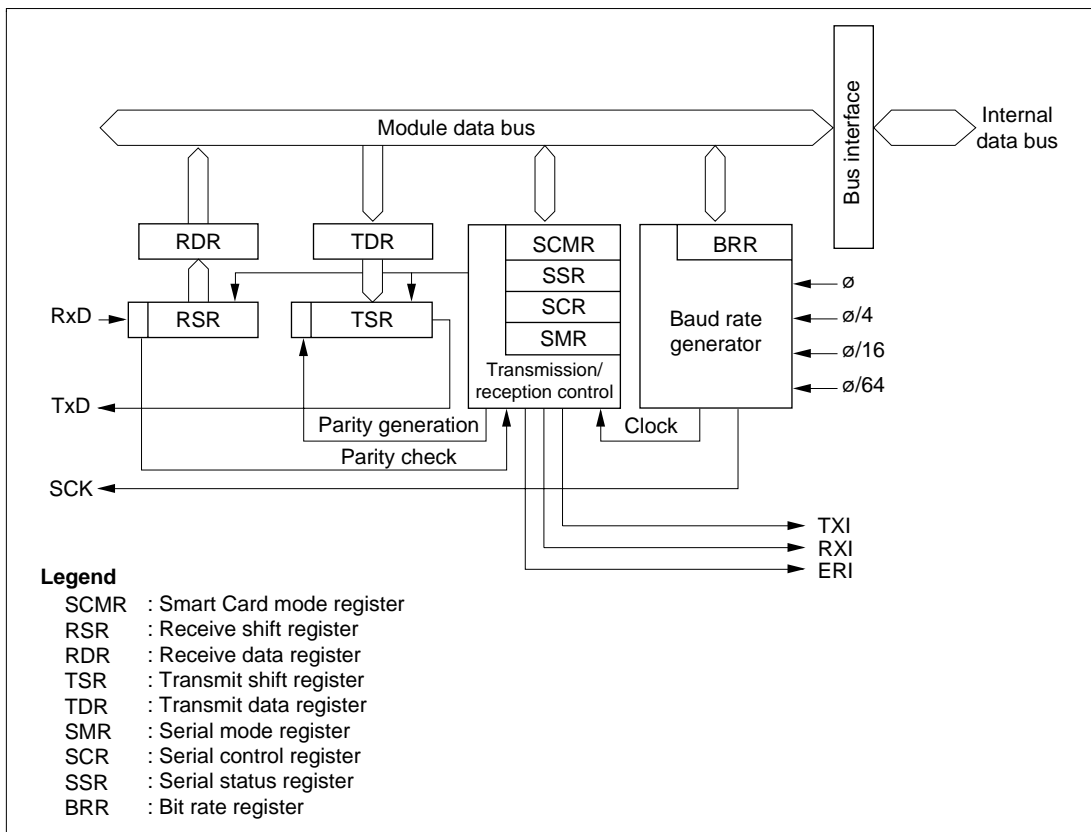 Module data bus
Bus interface
Internal
data bus
RDR
TDR
SCMR
SSR
SCR
SMR
Transmission/
reception control
BRR
Baud rate
generator
ø
ø/4
ø/16
ø/64
RxD
RSR
TSR
TxD
Parity generation
Parity check
Clock
SCK
TXI
RXI
ERI
Legend
SCMR : Smart Card mode register
RSR : Receive shift register
RDR : Receive data register
TSR : Transmit shift register
TDR : Transmit data register
SMR : Serial mode register
SCR : Serial control register
SSR : Serial status register
BRR : Bit rate register